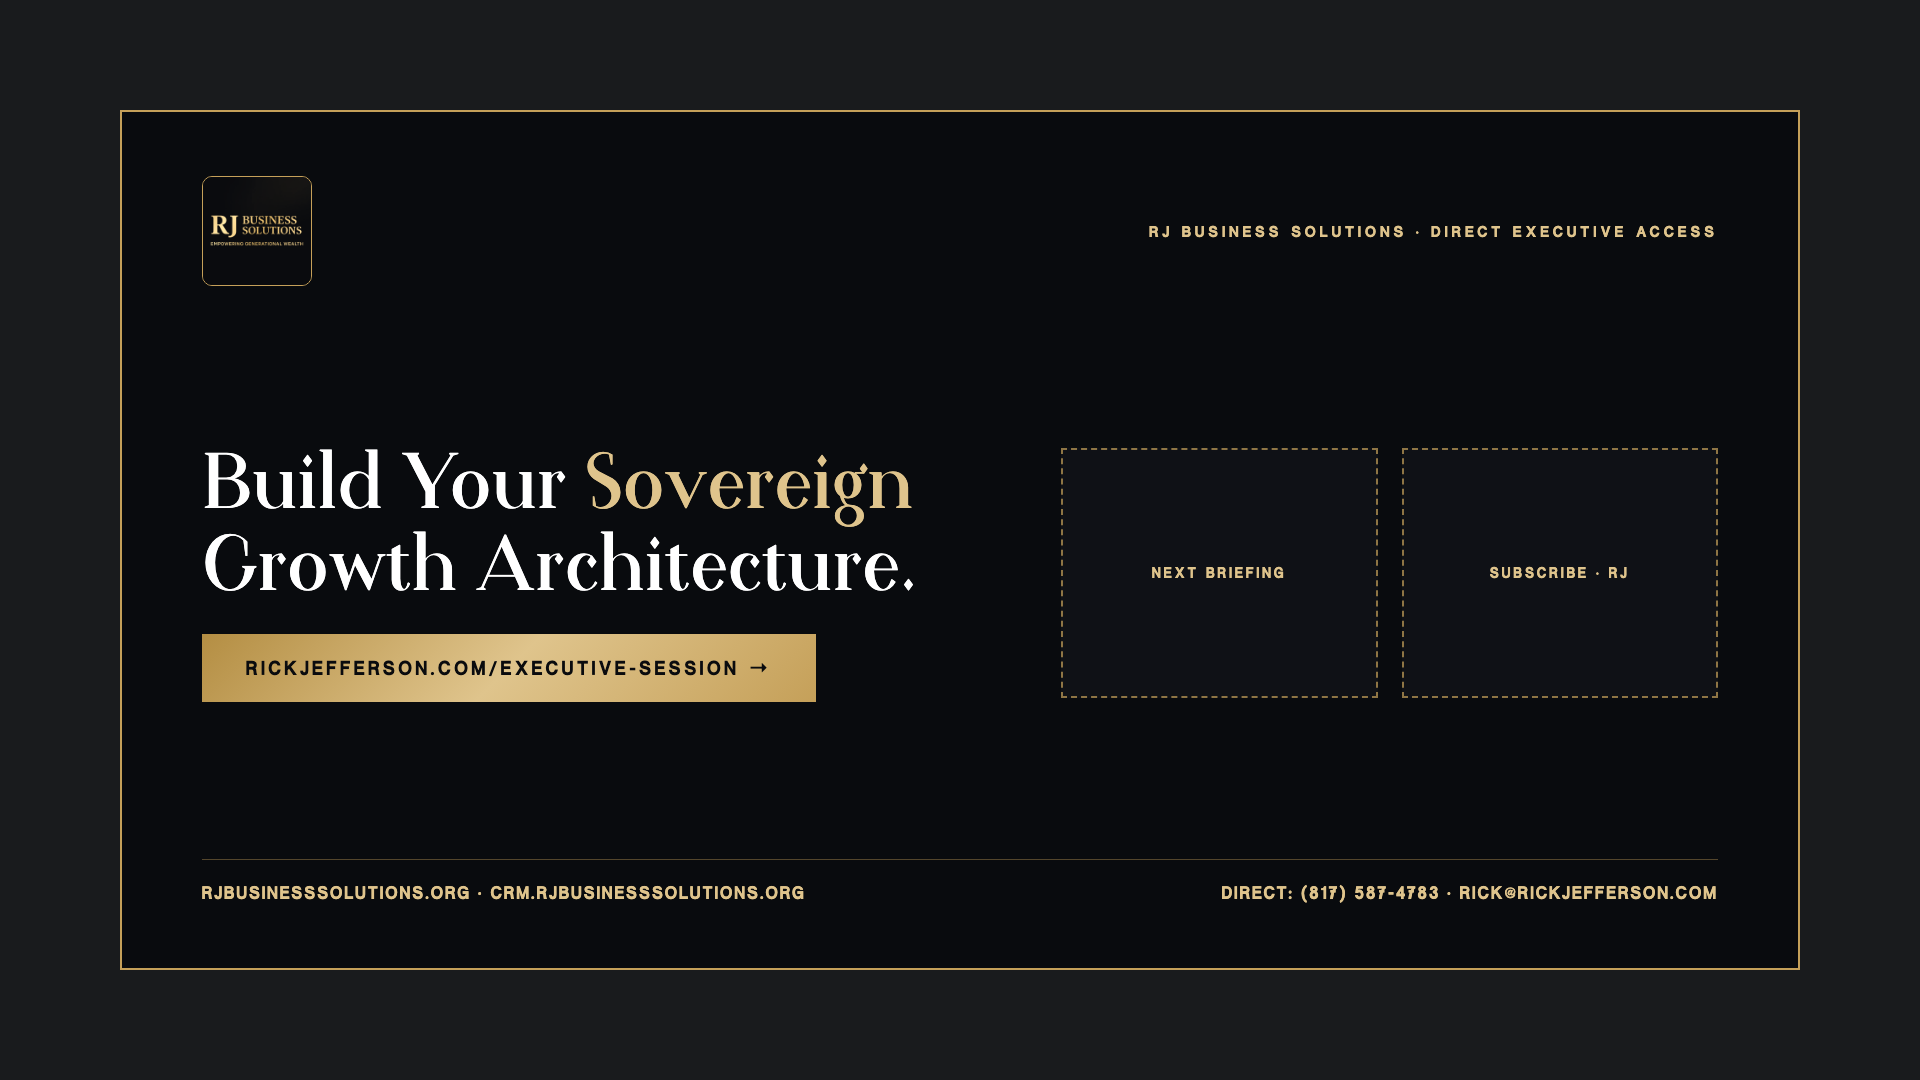 RJ BUSINESS
SOLUTIONS
EMPOWERING GENERATIONAL WEALTH
RJ BUSINESS SOLUTIONS · DIRECT EXECUTIVE ACCESS
Build Your Sovereign
Growth Architecture.
RICKJEFFERSON.COM/EXECUTIVE-SESSION →
NEXT BRIEFING
SUBSCRIBE · RJ
RJBUSINESSSOLUTIONS.ORG · CRM.RJBUSINESSSOLUTIONS.ORG
DIRECT: (817) 587-4783 · RICK@RICKJEFFERSON.COM